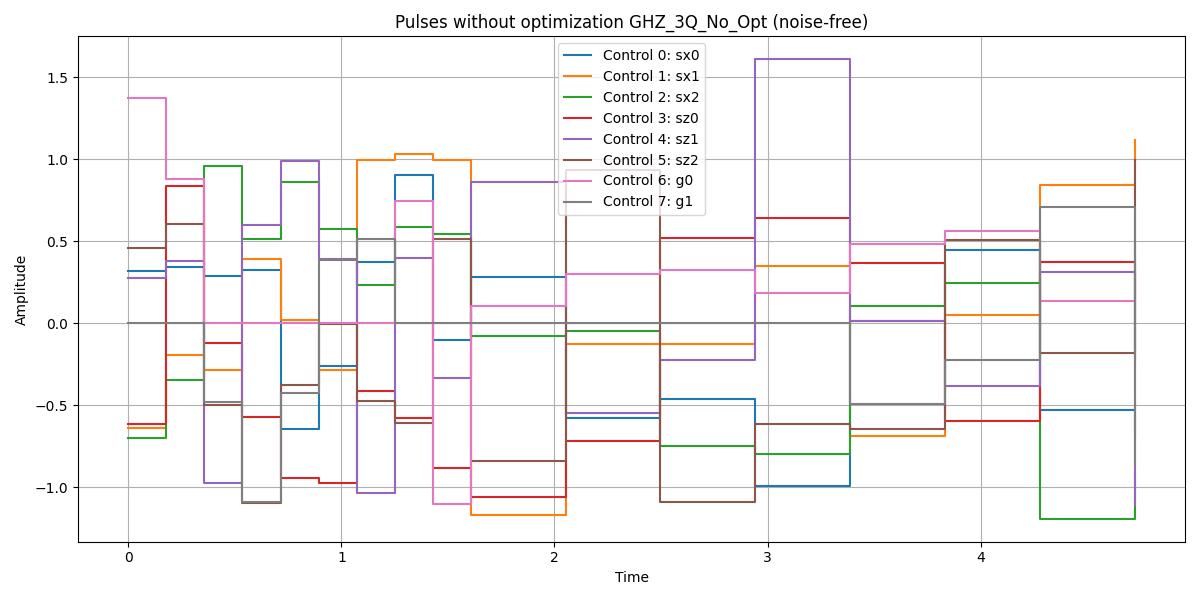 Pulses without optimization GHZ_3Q_No_Opt (noise-free)
Control 0: sx0
Control 1: sx1
Control 2: sx2
Control 3: sz0
Control 4: sz1
Control 5: sz2
Control 6: g0
Control 7: g1
Amplitude
1.5
1.0
0.5
0.0
−0.5
−1.0
0 1 2 3 4
Time